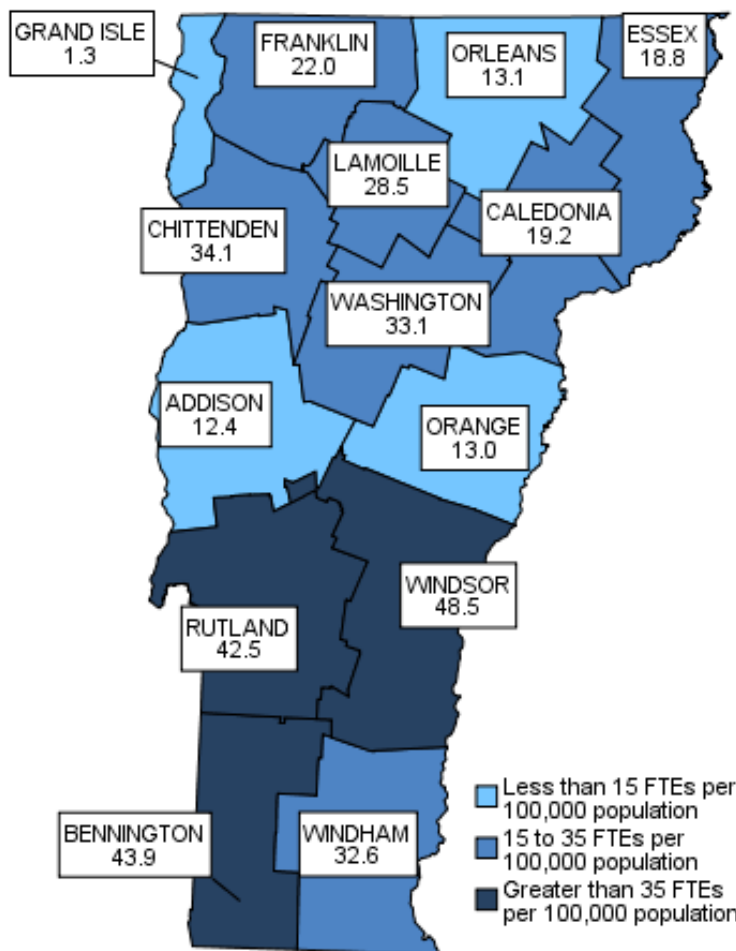 GRAND ISLE
1.3
FRANKLIN
22.0
ORLEANS
13.1
ESSEX
18.8
LAMOILLE
28.5
CALEDONIA
19.2
CHITTENDEN
34.1
WASHINGTON
33.1
ADDISON
12.4
ORANGE
13.0
WINDSOR
48.5
RUTLAND
42.5
BENNINGTON
43.9
WINDHAM
32.6
Less than 15 FTEs per
100,000 population
15 to 35 FTEs per
100,000 population
Greater than 35 FTEs
per 100,000 population